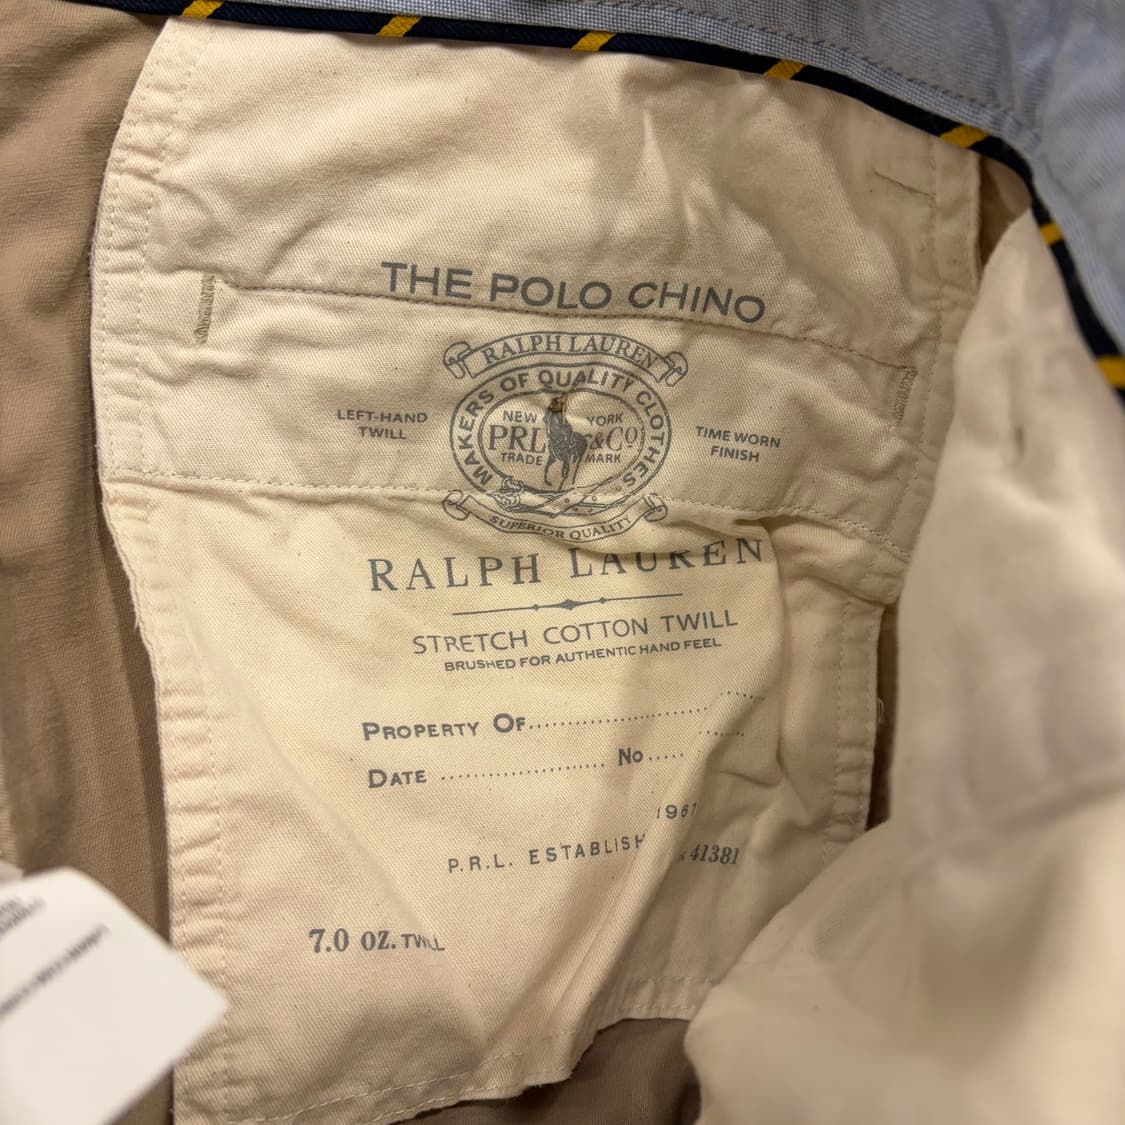 THE POLO CHINO
RALPH LAUREN
MAKERS OF QUALITY CLOTHES
LEFT-HAND
TWILL
NEW YORK
PRL &CO
TRADE MARK
TIME WORN
FINISH
SUPERIOR QUALITY
RALPH LAUREN
STRETCH COTTON TWILL
BRUSHED FOR AUTHENTIC HAND FEEL
PROPERTY OF
DATE No
1967
P.R.L. ESTABLISH 41381
7.0 OZ. TWILL